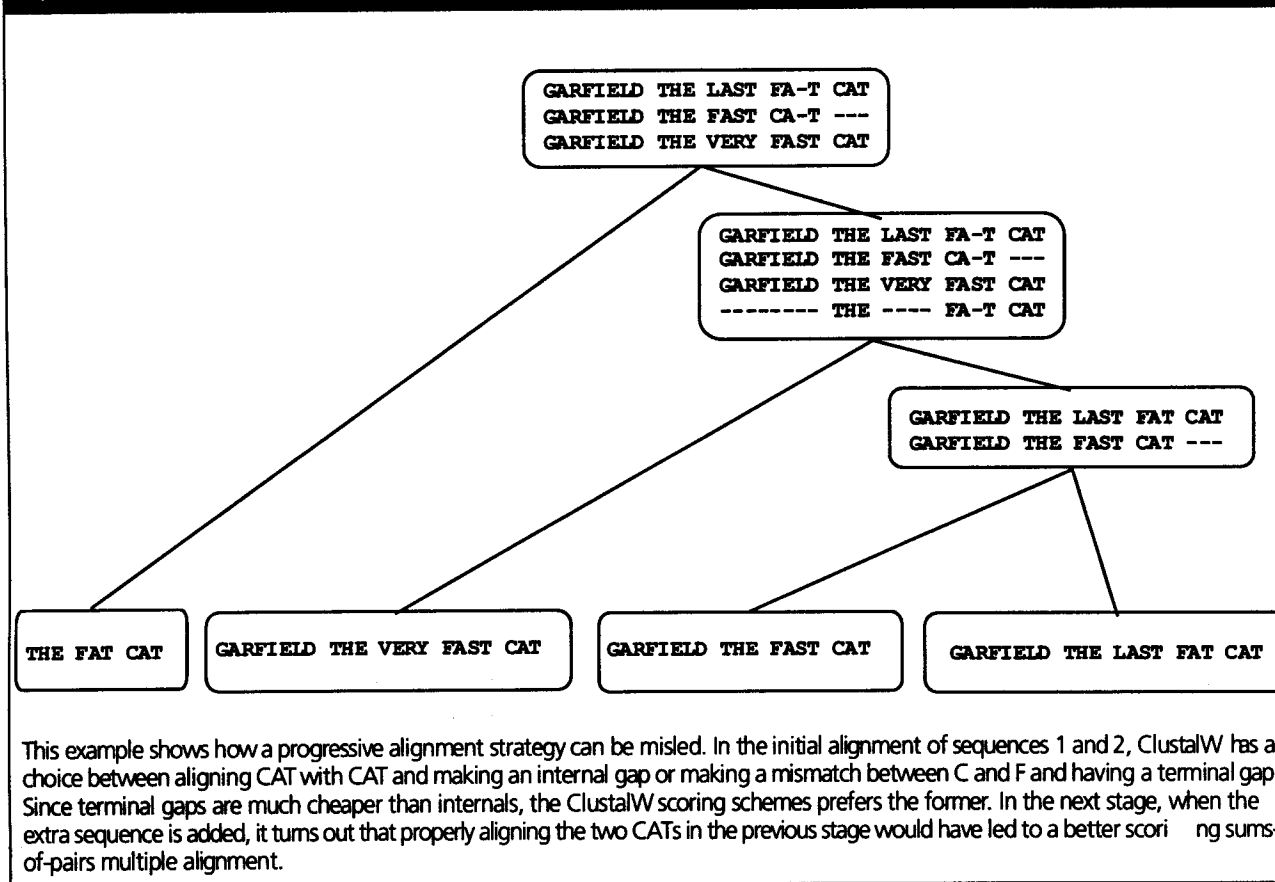 GARFIELD THE LAST FA-T CAT
GARFIELD THE FAST CA-T ---
GARFIELD THE VERY FAST CAT
GARFIELD THE LAST FA-T CAT
GARFIELD THE FAST CA-T ---
GARFIELD THE VERY FAST CAT
-------- THE ---- FA-T CAT
GARFIELD THE LAST FAT CAT
GARFIELD THE FAST CAT ---
THE FAT CAT
GARFIELD THE VERY FAST CAT
GARFIELD THE FAST CAT
GARFIELD THE LAST FAT CAT
This example shows how a progressive alignment strategy can be misled. In the initial alignment of sequences 1 and 2, ClustalW has a
choice between aligning CAT with CAT and making an internal gap or making a mismatch between C and F and having a terminal gap
Since terminal gaps are much cheaper than internals, the ClustalW scoring schemes prefers the former. In the next stage, when the
extra sequence is added, it turns out that properly aligning the two CATs in the previous stage would have led to a better scori ng sums-
of-pairs multiple alignment.